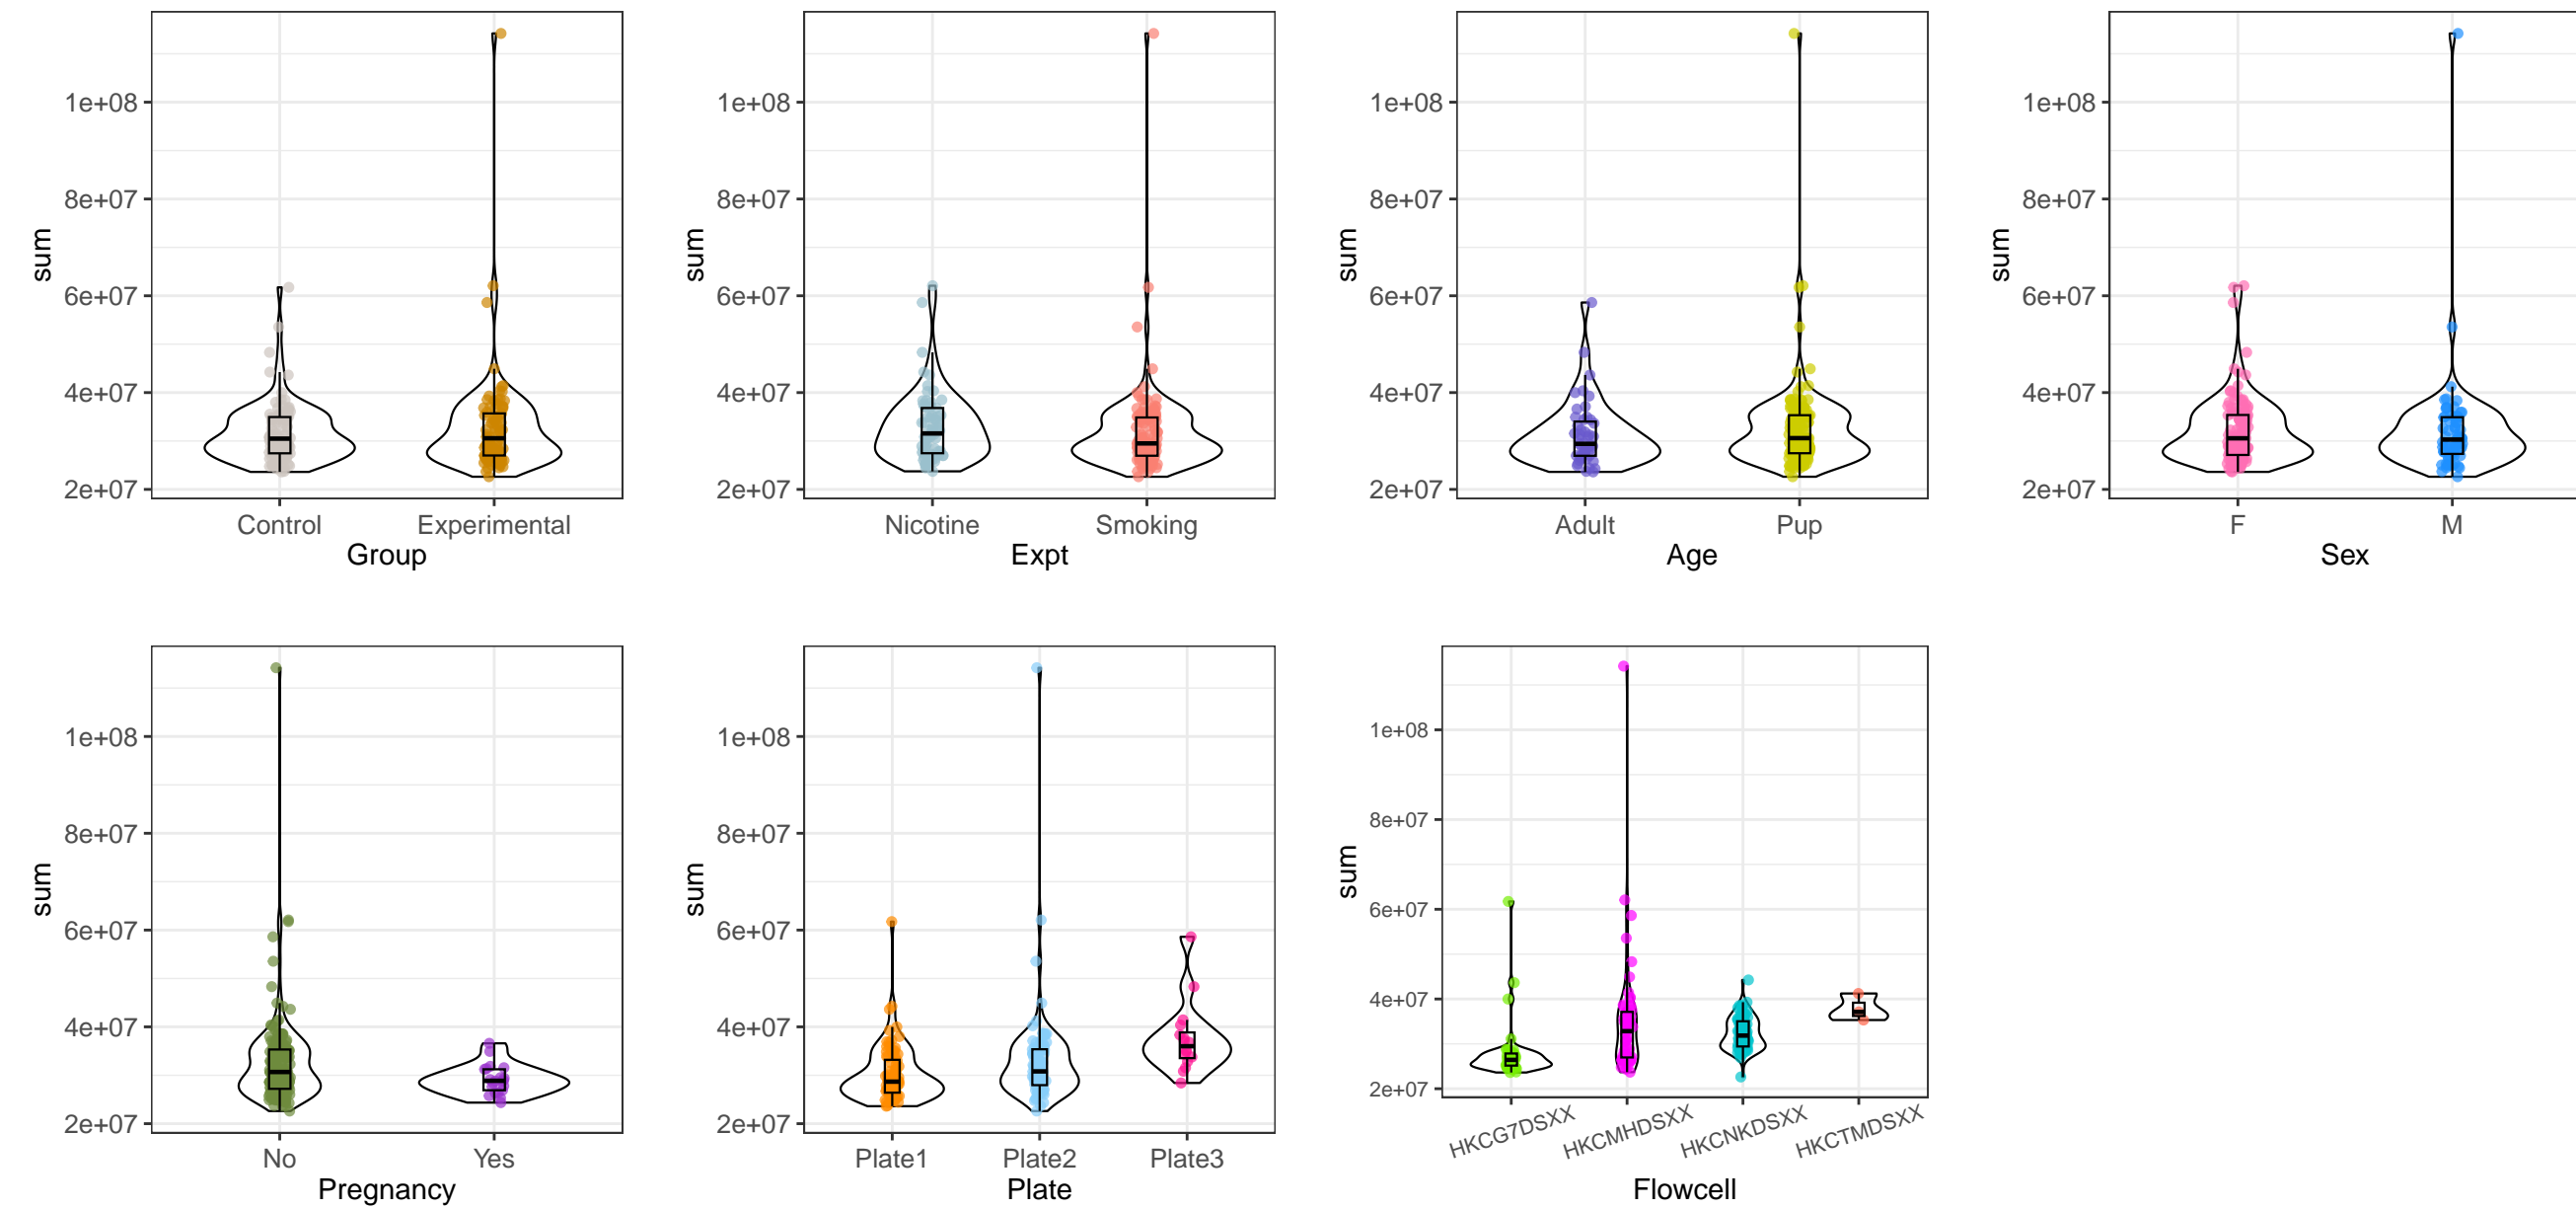 sum
1e+08
8e+07
6e+07
4e+07
2e+07
Control Experimental
Group
sum
1e+08
8e+07
6e+07
4e+07
2e+07
Nicotine Smoking
Expt
sum
1e+08
8e+07
6e+07
4e+07
2e+07
Adult Pup
Age
sum
1e+08
8e+07
6e+07
4e+07
2e+07
F M
Sex
sum
1e+08
8e+07
6e+07
4e+07
2e+07
No Yes
Pregnancy
sum
1e+08
8e+07
6e+07
4e+07
2e+07
Plate1 Plate2 Plate3
Plate
sum
1e+08
8e+07
6e+07
4e+07
2e+07
HKCG7DSXX HKCMHDSXX HKCNKDSXX HKCTMDSXX
Flowcell